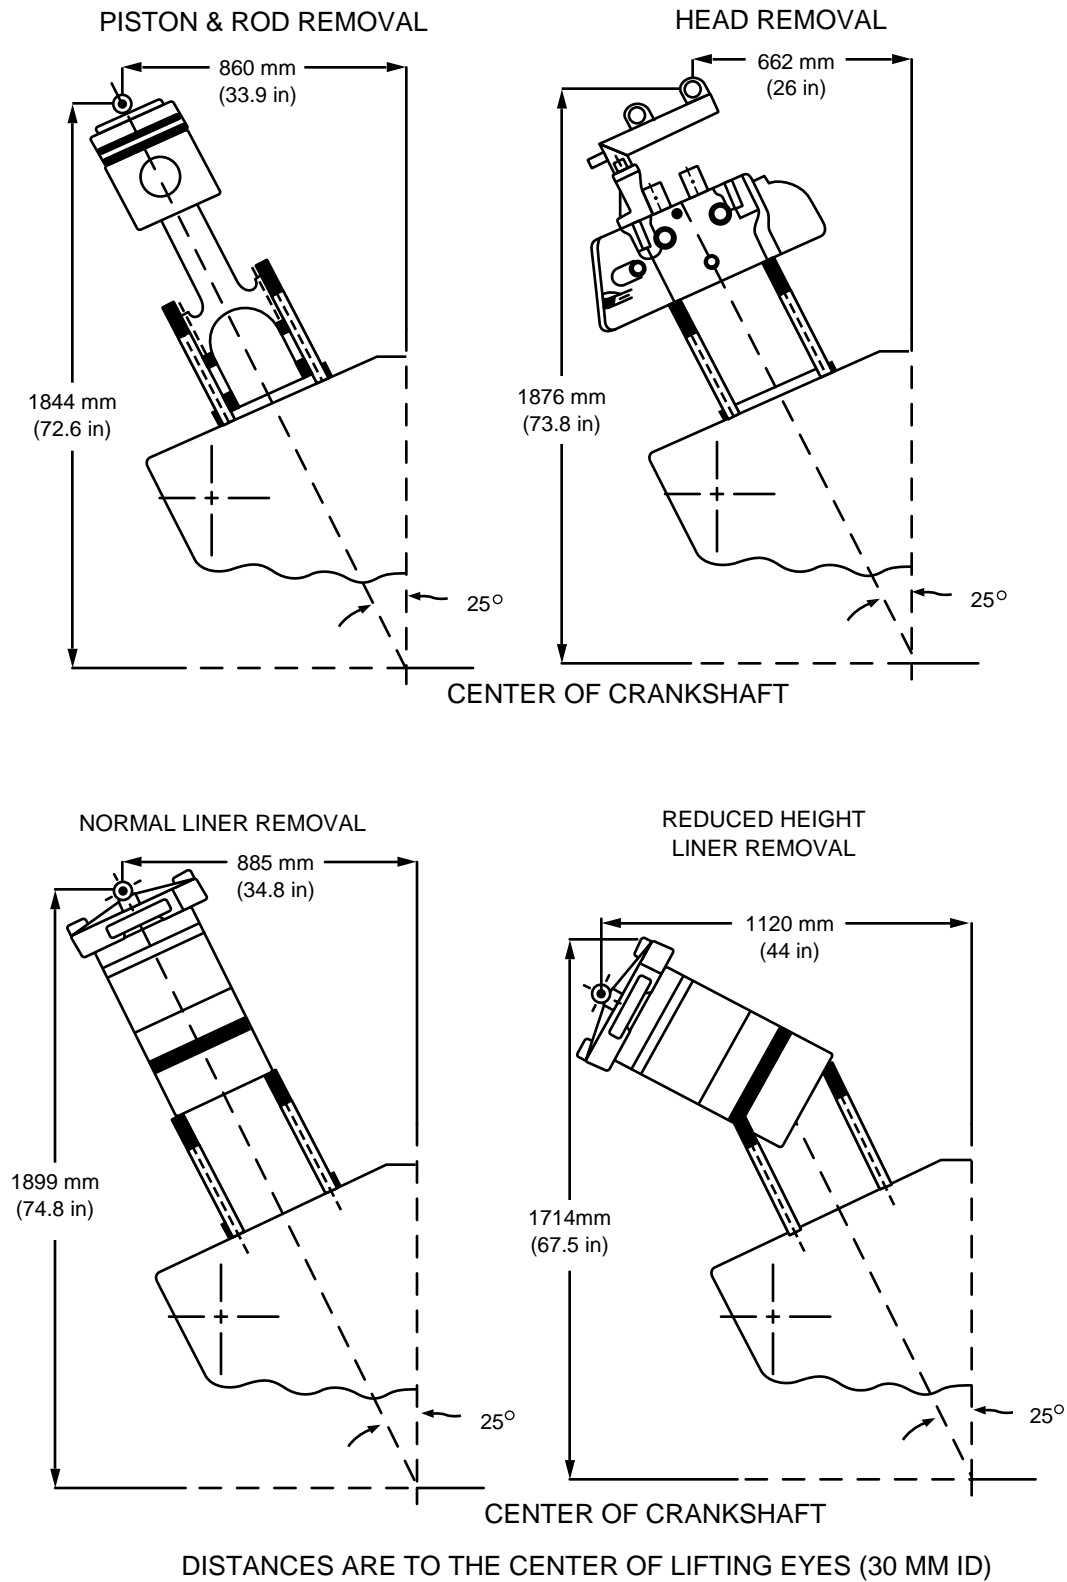 PISTON & ROD REMOVAL
860 mm
(33.9 in)
1844 mm
(72.6 in)
25°
HEAD REMOVAL
662 mm
(26 in)
1876 mm
(73.8 in)
25°
CENTER OF CRANKSHAFT
NORMAL LINER REMOVAL
885 mm
(34.8 in)
1899 mm
(74.8 in)
25°
REDUCED HEIGHT
LINER REMOVAL
1120 mm
(44 in)
1714mm
(67.5 in)
25°
CENTER OF CRANKSHAFT
DISTANCES ARE TO THE CENTER OF LIFTING EYES (30 MM ID)